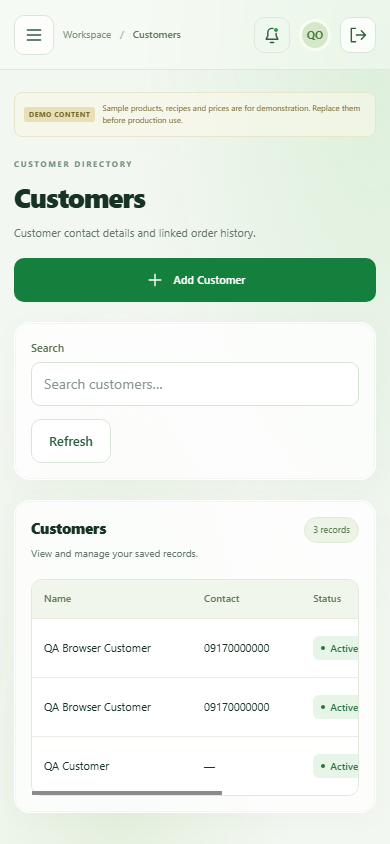 Workspace / Customers QO
DEMO CONTENT Sample products, recipes and prices are for demonstration. Replace them
before production use.
CUSTOMER DIRECTORY
Customers
Customer contact details and linked order history.
Add Customer
Search
Search customers...
Refresh
Customers 3 records
View and manage your saved records.
Name Contact Status
QA Browser Customer 09170000000 Active
QA Browser Customer 09170000000 Active
QA Customer — Active